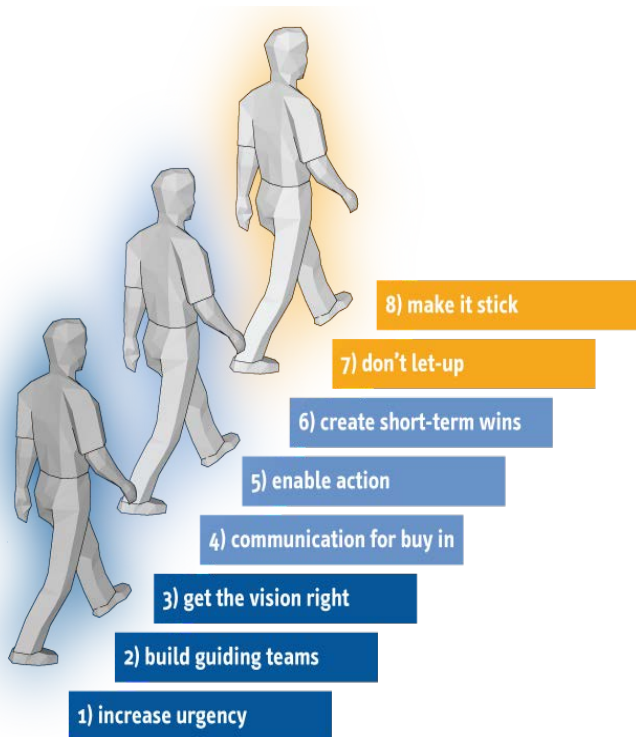 8) make it stick
7) don't let-up
6) create short-term wins
5) enable action
4) communication for buy in
3) get the vision right
2) build guiding teams
1) increase urgency